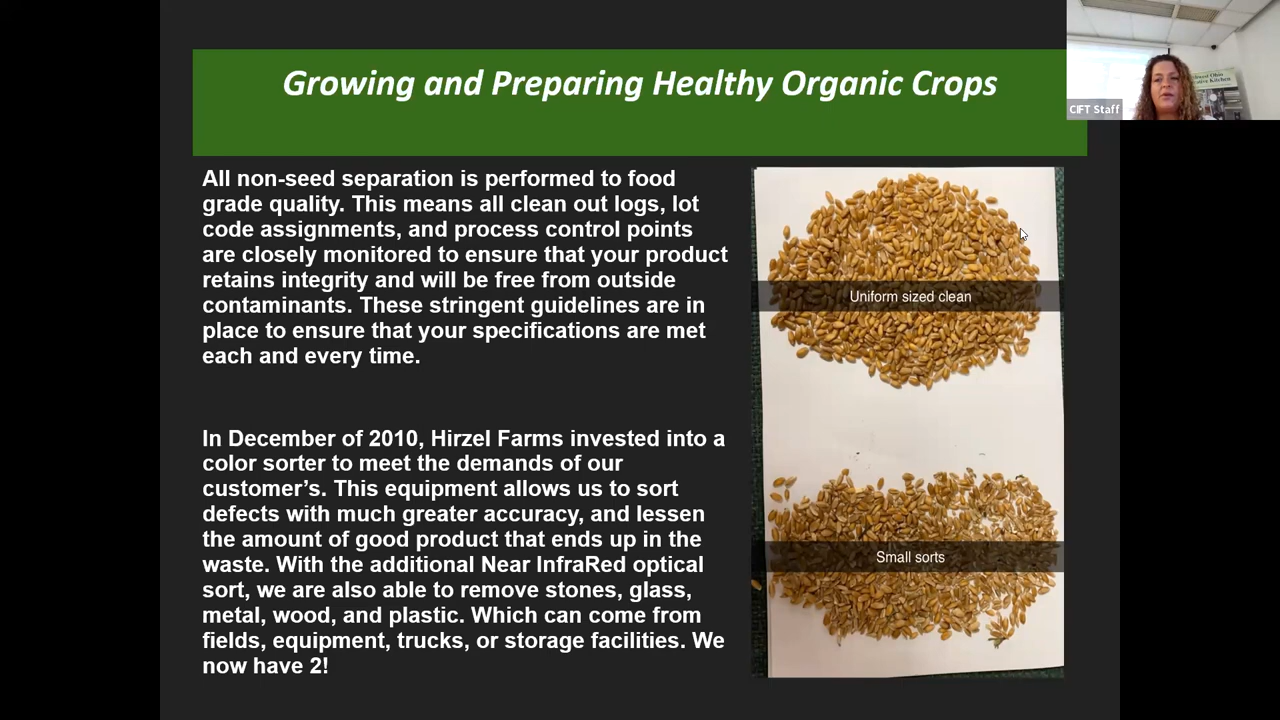 Growing and Preparing Healthy Organic Crops
All non-seed separation is performed to food
grade quality. This means all clean out logs, lot
code assignments, and process control points
are closely monitored to ensure that your product
retains integrity and will be free from outside
contaminants. These stringent guidelines are in
place to ensure that your specifications are met
each and every time.
In December of 2010, Hirzel Farms invested into a
color sorter to meet the demands of our
customer’s. This equipment allows us to sort
defects with much greater accuracy, and lessen
the amount of good product that ends up in the
waste. With the additional Near InfraRed optical
sort, we are also able to remove stones, glass,
metal, wood, and plastic. Which can come from
fields, equipment, trucks, or storage facilities. We
now have 2!
Uniform sized clean
Small sorts
CIFT Staff
Ohio
Kitchen